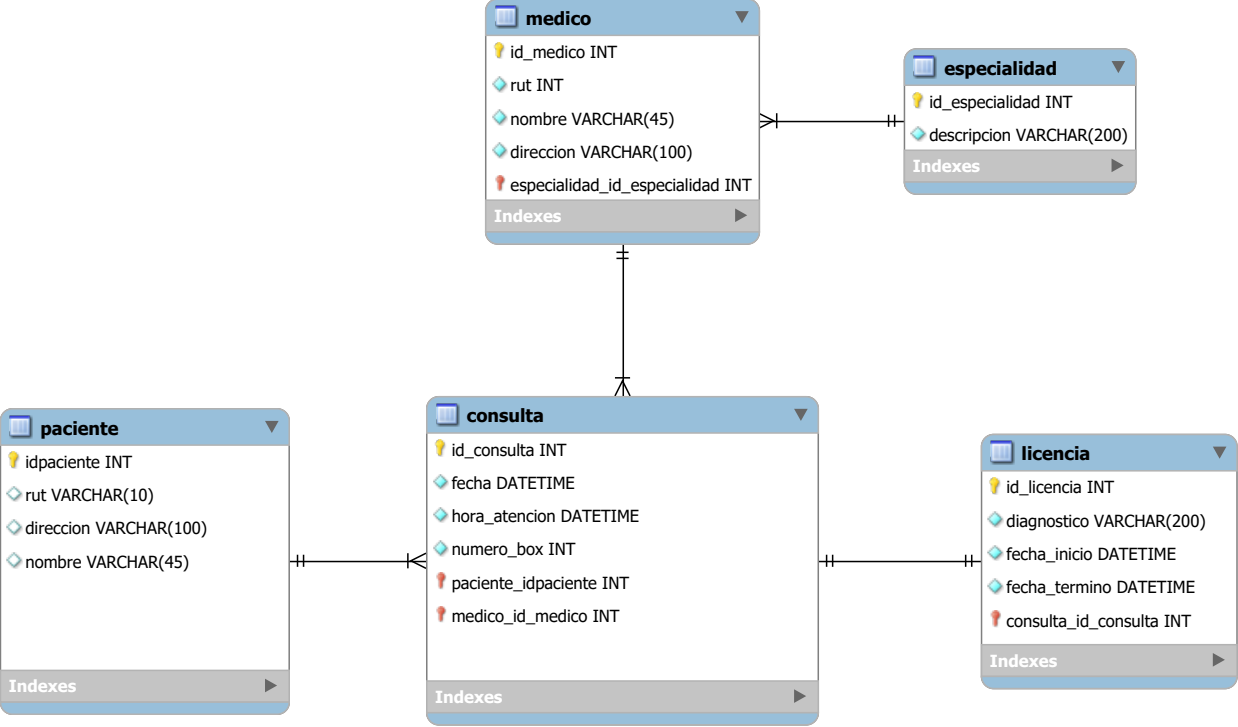 medico
id_medico INT
rut INT
nombre VARCHAR(45)
direccion VARCHAR(100)
especialidad_id_especialidad INT
Indexes
especialidad
id_especialidad INT
descripcion VARCHAR(200)
Indexes
paciente
idpaciente INT
rut VARCHAR(10)
direccion VARCHAR(100)
nombre VARCHAR(45)
Indexes
consulta
id_consulta INT
fecha DATETIME
hora_atencion DATETIME
numero_box INT
paciente_idpaciente INT
medico_id_medico INT
Indexes
licencia
id_licencia INT
diagnostico VARCHAR(200)
fecha_inicio DATETIME
fecha_termino DATETIME
consulta_id_consulta INT
Indexes